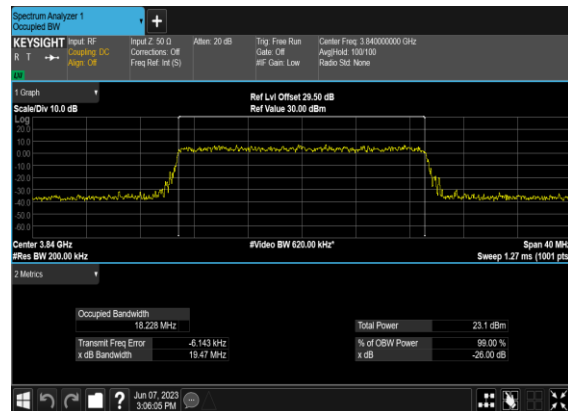 Spectrum Analyzer 1
Occupied BW
+
KEYSIGHT Input: RF Input Z: 50 Ω Atten: 20 dB Trig: Free Run Center Freq: 3.840000000 GHz
R T Coupling: DC Corrections: Off Gate: Off Avg|Hold: 100/100
Align: Off Freq Ref: Int (S) #IF Gain: Low Radio Std: None
LW
1 Graph Ref Lvl Offset 29.50 dB
Scale/Div 10.0 dB Ref Value 30.00 dBm
Log
20.0
10.0
0.00
-10.0
-20.0
-30.0
-40.0
-50.0
-60.0
Center 3.84 GHz #Video BW 620.00 kHz* Span 40 MHz
#Res BW 200.00 kHz Sweep 1.27 ms (1001 pts
2 Metrics
Occupied Bandwidth
18.228 MHz Total Power 23.1 dBm
Transmit Freq Error -6.143 kHz % of OBW Power 99.00 %
x dB Bandwidth 19.47 MHz x dB -26.00 dB
? Jun 07, 2023
3:06:05 PM